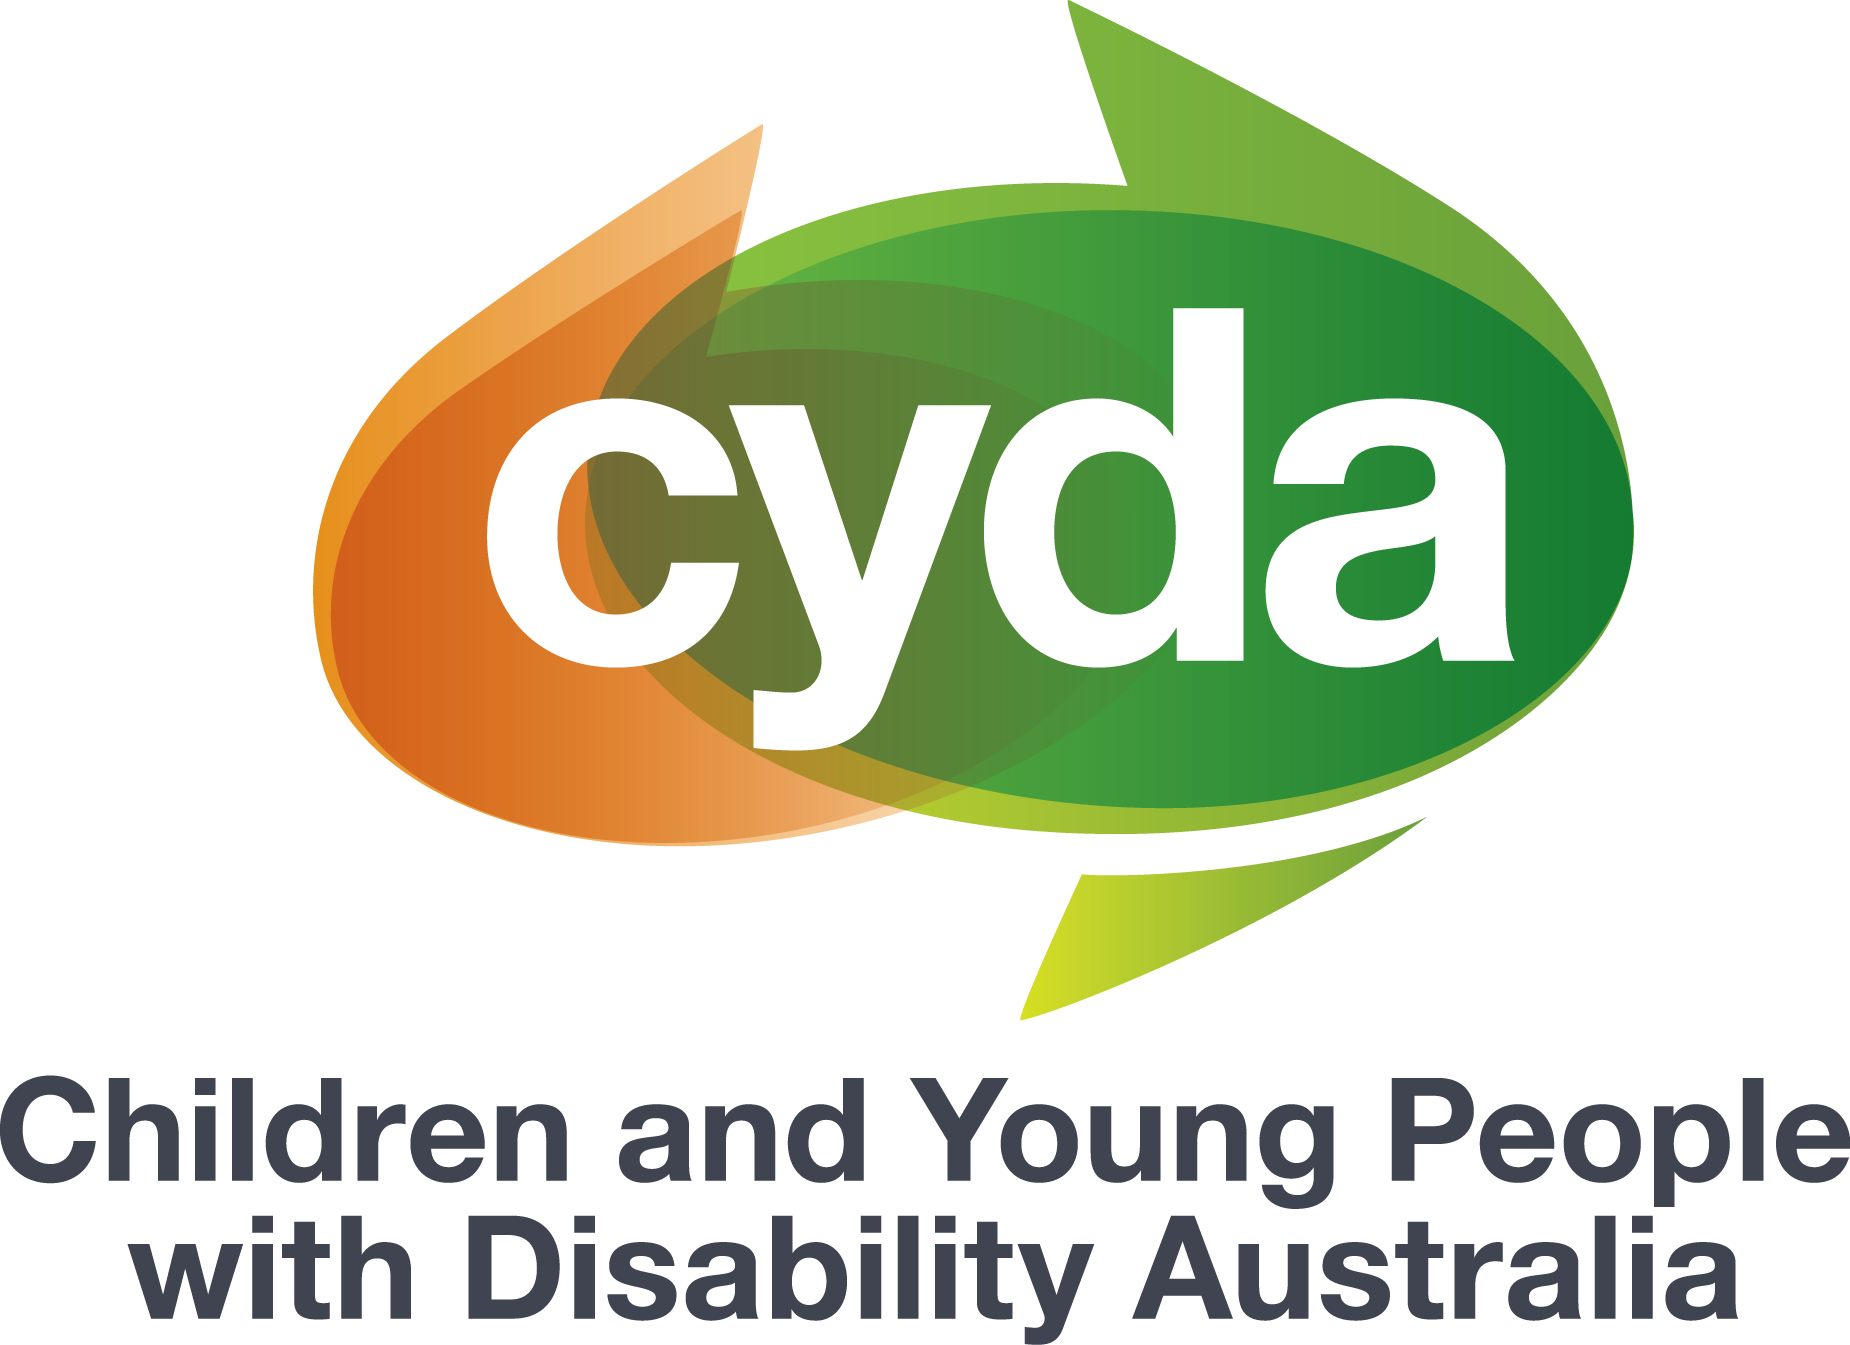 cyda
Children and Young People
with Disability Australia